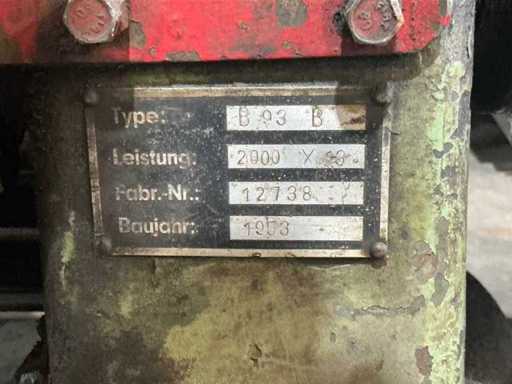 Type: B 93 B
Leistung: 2000 X
Fabr.-Nr.: 12738
Baujahr: